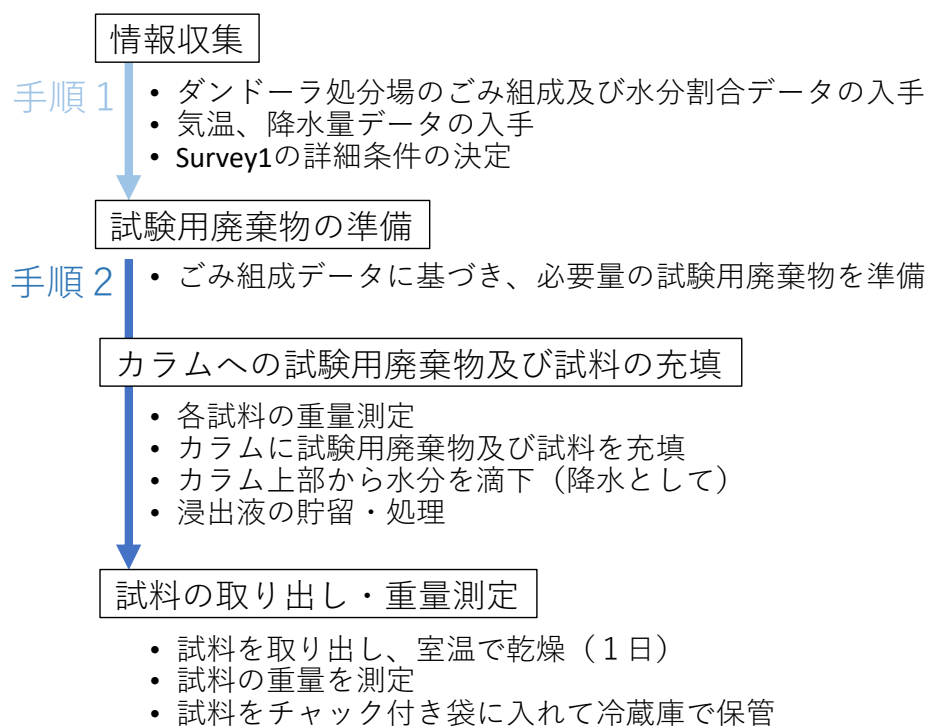 情報収集
手順１
• ダンドーラ処分場のごみ組成及び水分割合データの入手
• 気温、降水量データの入手
• Survey1の詳細条件の決定
試験用廃棄物の準備
手順２
• ごみ組成データに基づき、必要量の試験用廃棄物を準備
カラムへの試験用廃棄物及び試料の充填
• 各試料の重量測定
• カラムに試験用廃棄物及び試料を充填
• カラム上部から水分を滴下（降水として）
• 浸出液の貯留・処理
試料の取り出し・重量測定
• 試料を取り出し、室温で乾燥（１日）
• 試料の重量を測定
• 試料をチャック付き袋に入れて冷蔵庫で保管